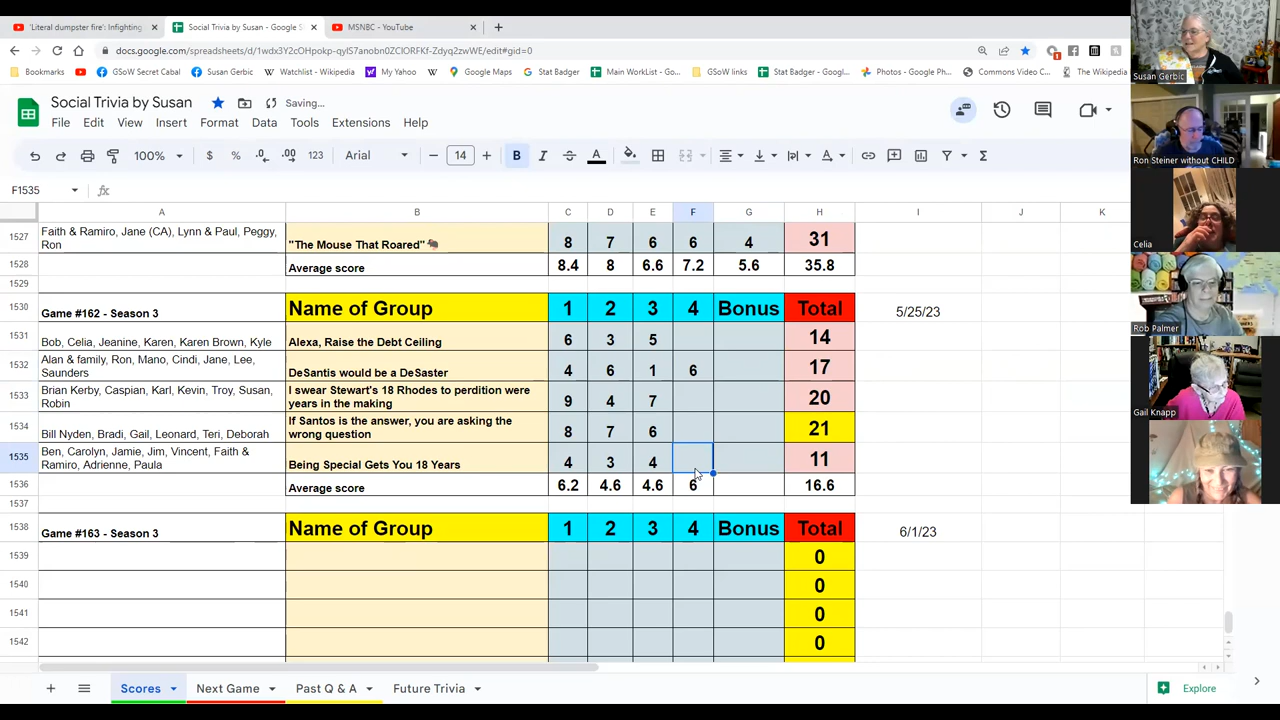 'Literal dumpster fire': Infighting
Social Trivia by Susan - Google S
MSNBC - YouTube
docs.google.com/spreadsheets/d/1wdx3Y2cOHpokp-qyIS7anobn0ZClORFKf-Zdyq2zwWE/edit#gid=0
Bookmarks
GSoW Secret Cabal
Susan Gerbic
Watchlist - Wikipedia
My Yahoo
Google Maps
Stat Badger
Main WorkList - Go...
GSoW links
Stat Badger - Goo...
Photos - Google Ph...
Commons Video C...
The Wikipedia
Social Trivia by Susan
Saving...
File Edit View Insert Format Data Tools Extensions Help
100% $ % .0 .00 123 Arial 14 B I A
F1535 fx
A B C D E F G H I J K
1527 Faith & Ramiro, Jane (CA), Lynn & Paul, Peggy, Ron "The Mouse That Roared" 8 7 6 6 4 31
1528 Average score 8.4 8 6.6 7.2 5.6 35.8
1529
1530 Game #162 - Season 3 Name of Group 1 2 3 4 Bonus Total 5/25/23
1531 Bob, Celia, Jeanine, Karen, Karen Brown, Kyle Alexa, Raise the Debt Ceiling 6 3 5 14
1532 Alan & family, Ron, Mano, Cindi, Jane, Lee, Saunders DeSantis would be a DeSaster 4 6 1 6 17
1533 Brian Kerby, Caspian, Karl, Kevin, Troy, Susan, Robin I swear Stewart's 18 Rhodes to perdition were years in the making 9 4 7 20
1534 Bill Nyden, Bradi, Gail, Leonard, Teri, Deborah If Santos is the answer, you are asking the wrong question 8 7 6 21
1535 Ben, Carolyn, Jamie, Jim, Vincent, Faith & Ramiro, Adrienne, Paula Being Special Gets You 18 Years 4 3 4 11
1536 Average score 6.2 4.6 4.6 6 16.6
1537
1538 Game #163 - Season 3 Name of Group 1 2 3 4 Bonus Total 6/1/23
1539 0
1540 0
1541 0
1542 0
Scores
Next Game
Past Q & A
Future Trivia
Explore
Susan Gerbic
Ron Steiner without CHILD
Celia
Rob Palmer
Gail Knapp